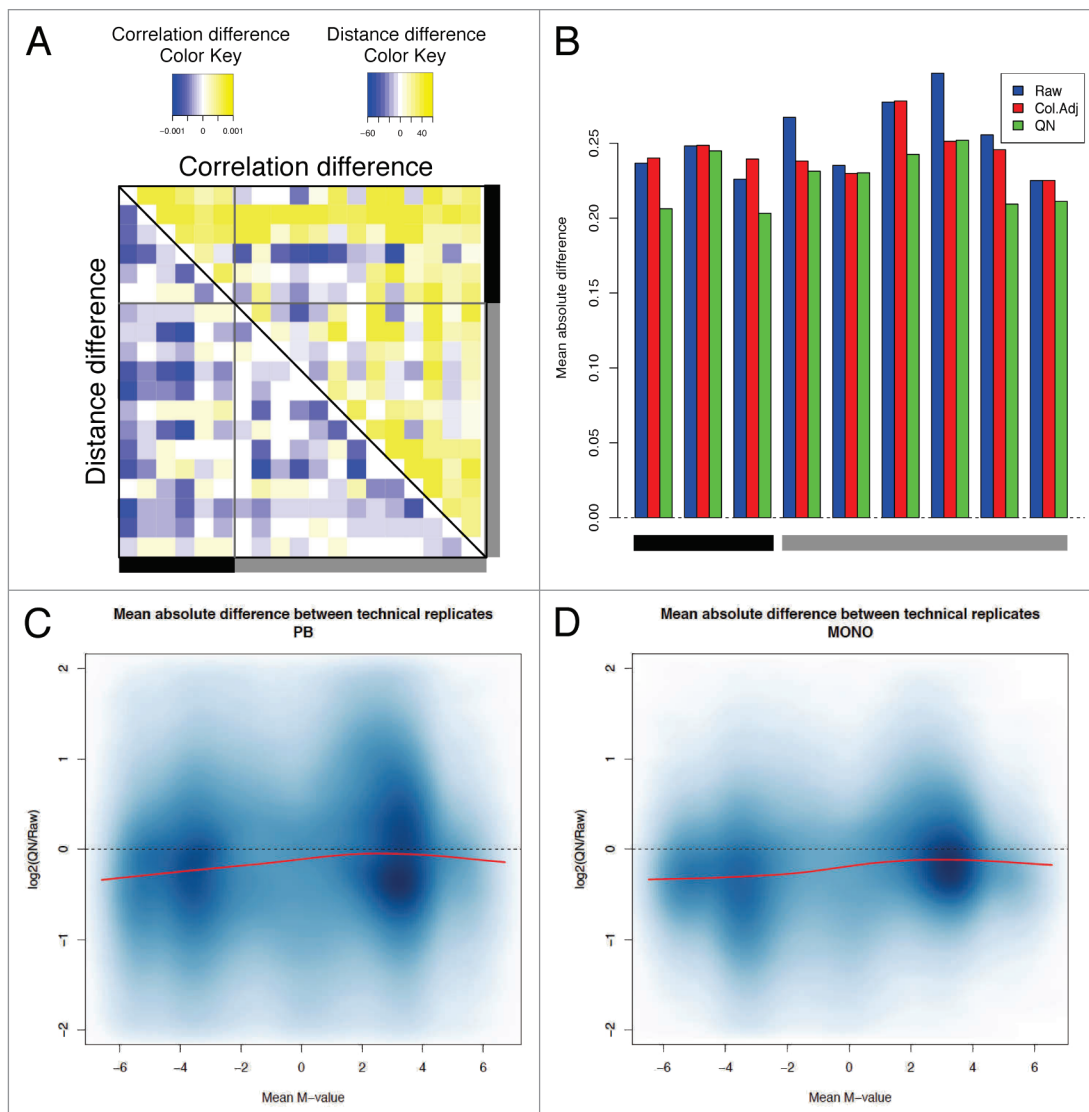 A
Correlation difference
Color Key
−0.001 0 0.001
Distance difference
Color Key
−60 0 40
Correlation difference
Distance difference
B
Raw
Col.Adj
QN
Mean absolute difference
0.25
0.20
0.15
0.10
0.05
0.00
C
Mean absolute difference between technical replicates
PB
log2(QN/Raw)
2
1
0
-1
-2
-6 -4 -2 0 2 4 6
Mean M-value
D
Mean absolute difference between technical replicates
MONO
log2(QN/Raw)
2
1
0
-1
-2
-6 -4 -2 0 2 4 6
Mean M-value